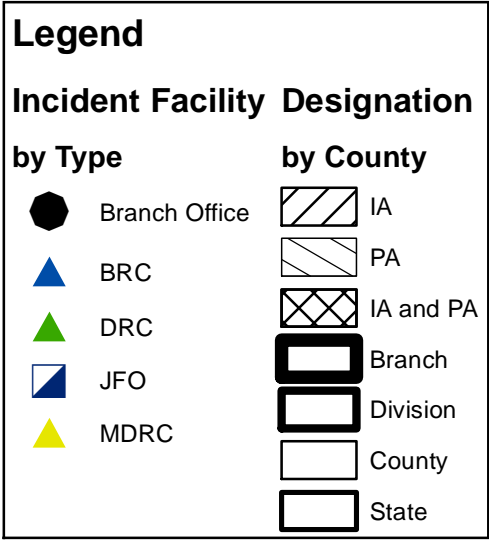 Legend
Incident Facility Designation
by Type by County
Branch Office
BRC
DRC
JFO
MDRC
IA
PA
IA and PA
Branch
Division
County
State